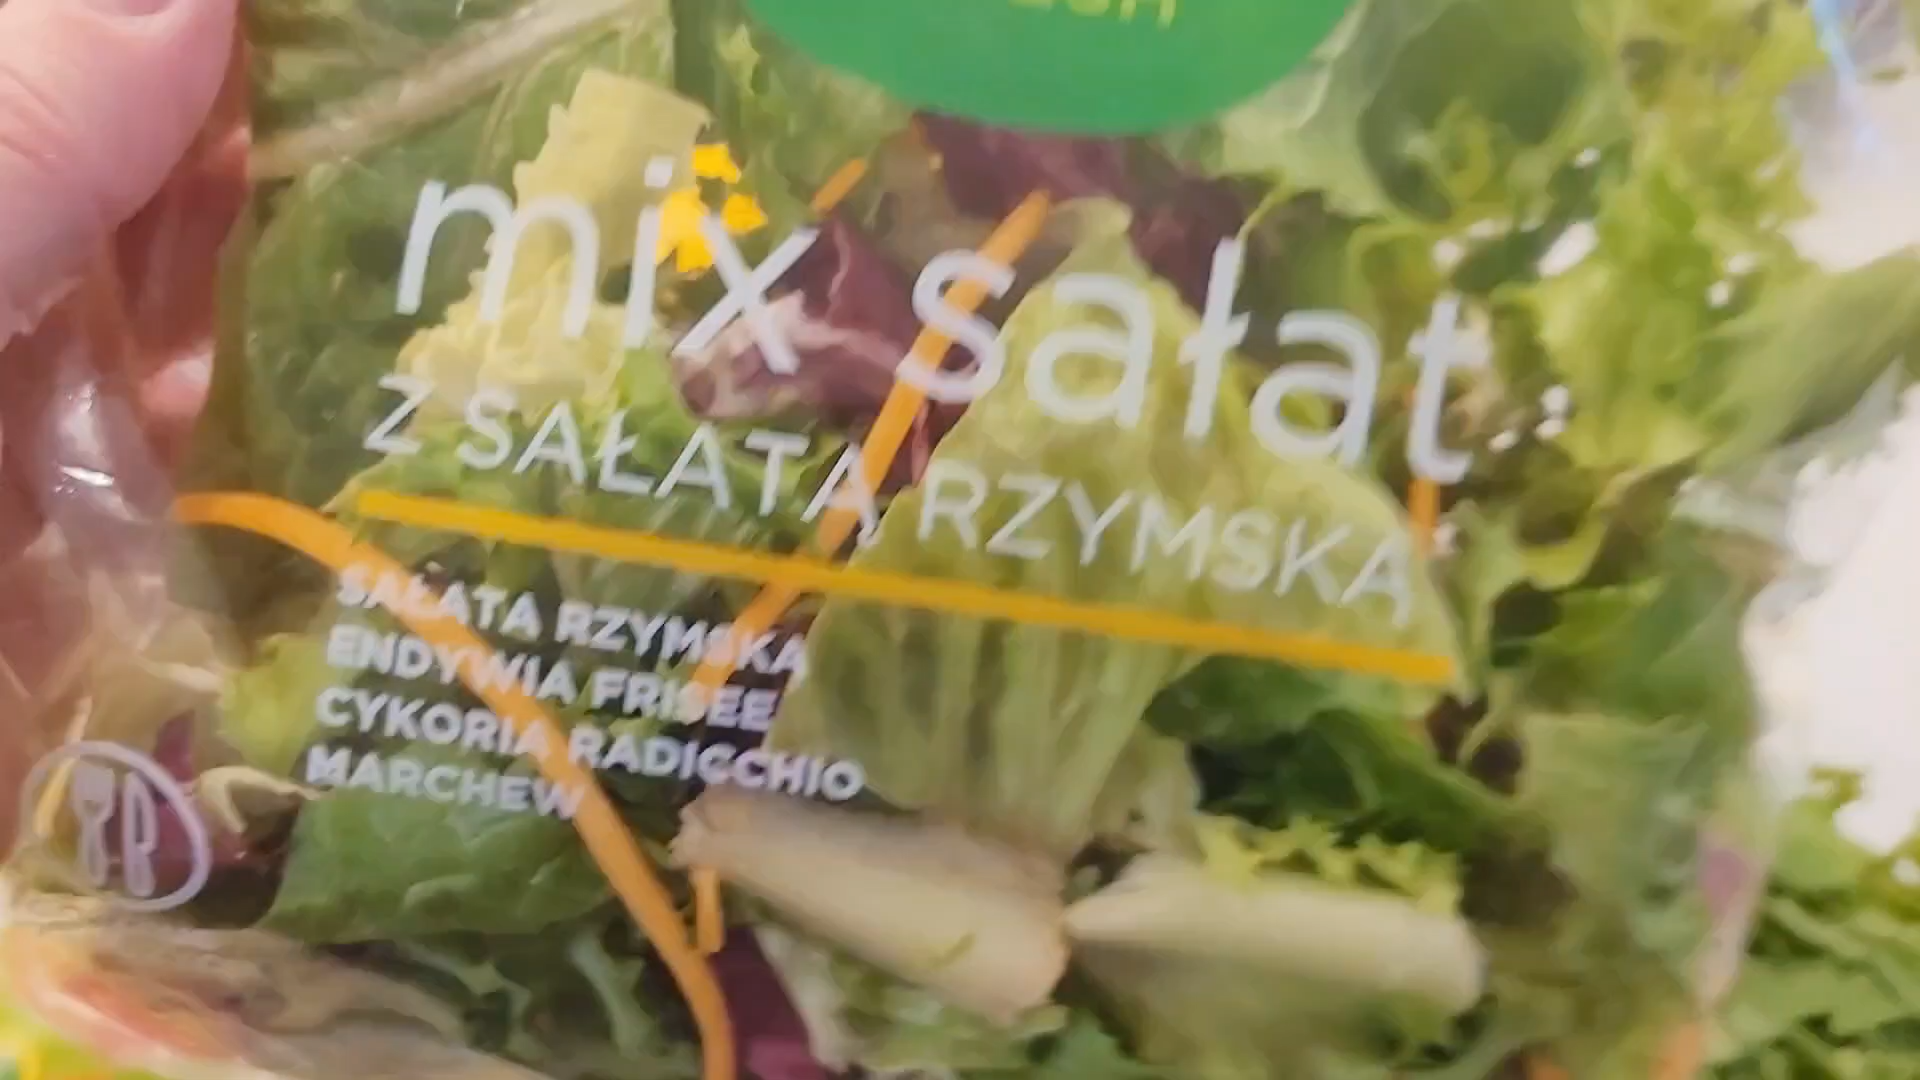 mix sałat
Z SAŁATĄ RZYMSKĄ
SAŁATA RZYMSKA
ENDYWIA FRISEE
CYKORIA RADICCHIO
MARCHEW